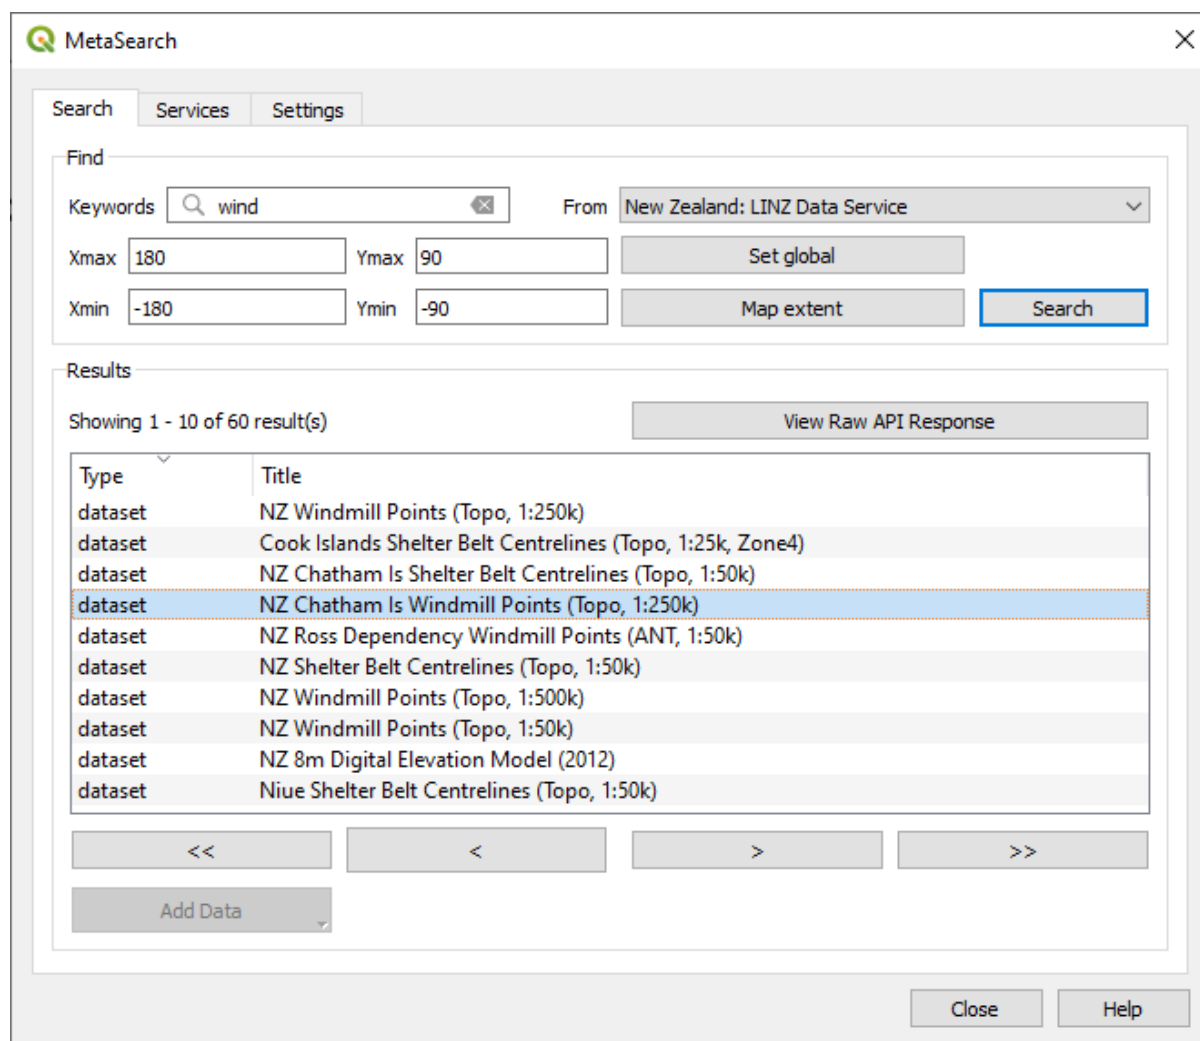 MetaSearch
Search Services Settings
Find
Keywords wind From New Zealand: LINZ Data Service
Xmax 180 Ymax 90 Set global
Xmin -180 Ymin -90 Map extent Search
Results
Showing 1 - 10 of 60 result(s) View Raw API Response
Type Title
dataset NZ Windmill Points (Topo, 1:250k)
dataset Cook Islands Shelter Belt Centrelines (Topo, 1:25k, Zone4)
dataset NZ Chatham Is Shelter Belt Centrelines (Topo, 1:50k)
dataset NZ Chatham Is Windmill Points (Topo, 1:250k)
dataset NZ Ross Dependency Windmill Points (ANT, 1:50k)
dataset NZ Shelter Belt Centrelines (Topo, 1:50k)
dataset NZ Windmill Points (Topo, 1:500k)
dataset NZ Windmill Points (Topo, 1:50k)
dataset NZ 8m Digital Elevation Model (2012)
dataset Niue Shelter Belt Centrelines (Topo, 1:50k)
<< < > >>
Add Data
Close Help